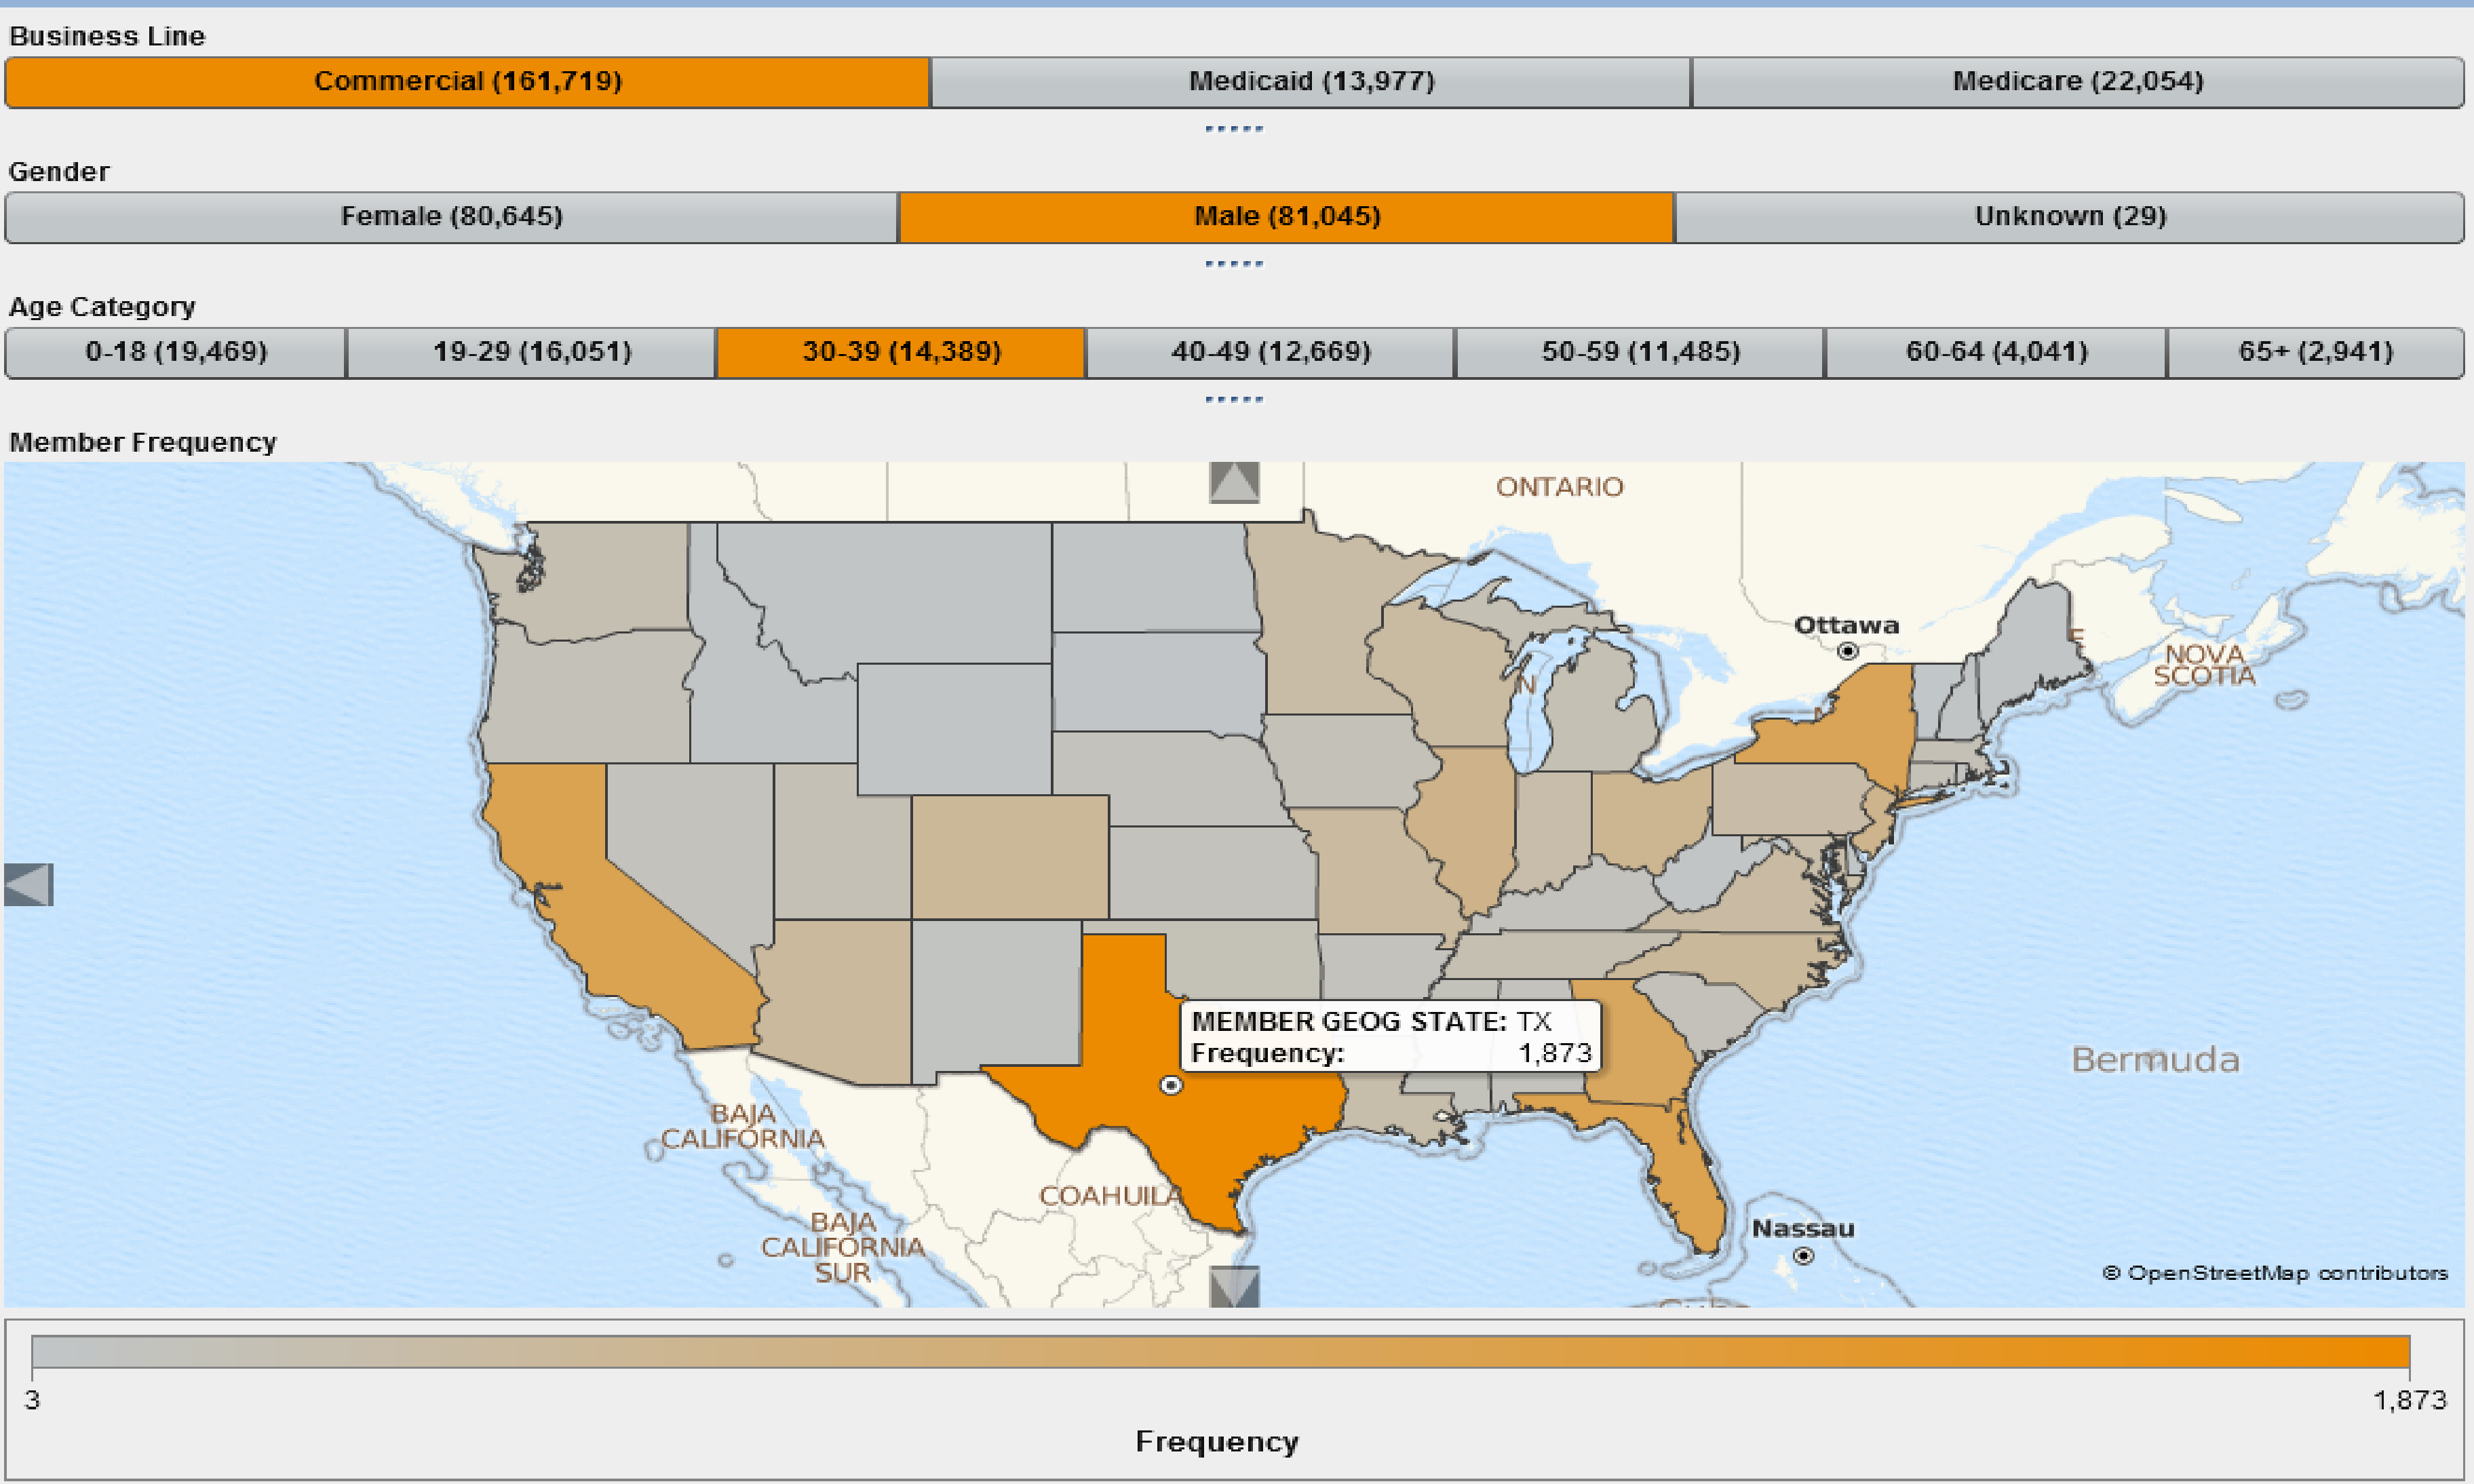 Business Line
Commercial (161,719)
Medicaid (13,977)
Medicare (22,054)
Gender
Female (80,645)
Male (81,045)
Unknown (29)
Age Category
0-18 (19,469)
19-29 (16,051)
30-39 (14,389)
40-49 (12,669)
50-59 (11,485)
60-64 (4,041)
65+ (2,941)
Member Frequency
ONTARIO
Ottawa
NOVA
SCOTIA
MEMBER GEOG STATE: TX
Frequency: 1,873
Bermuda
BAJA
CALIFORNIA
COAHUILA
BAJA
CALIFORNIA
SUR
Nassau
© OpenStreetMap contributors
3
1,873
Frequency